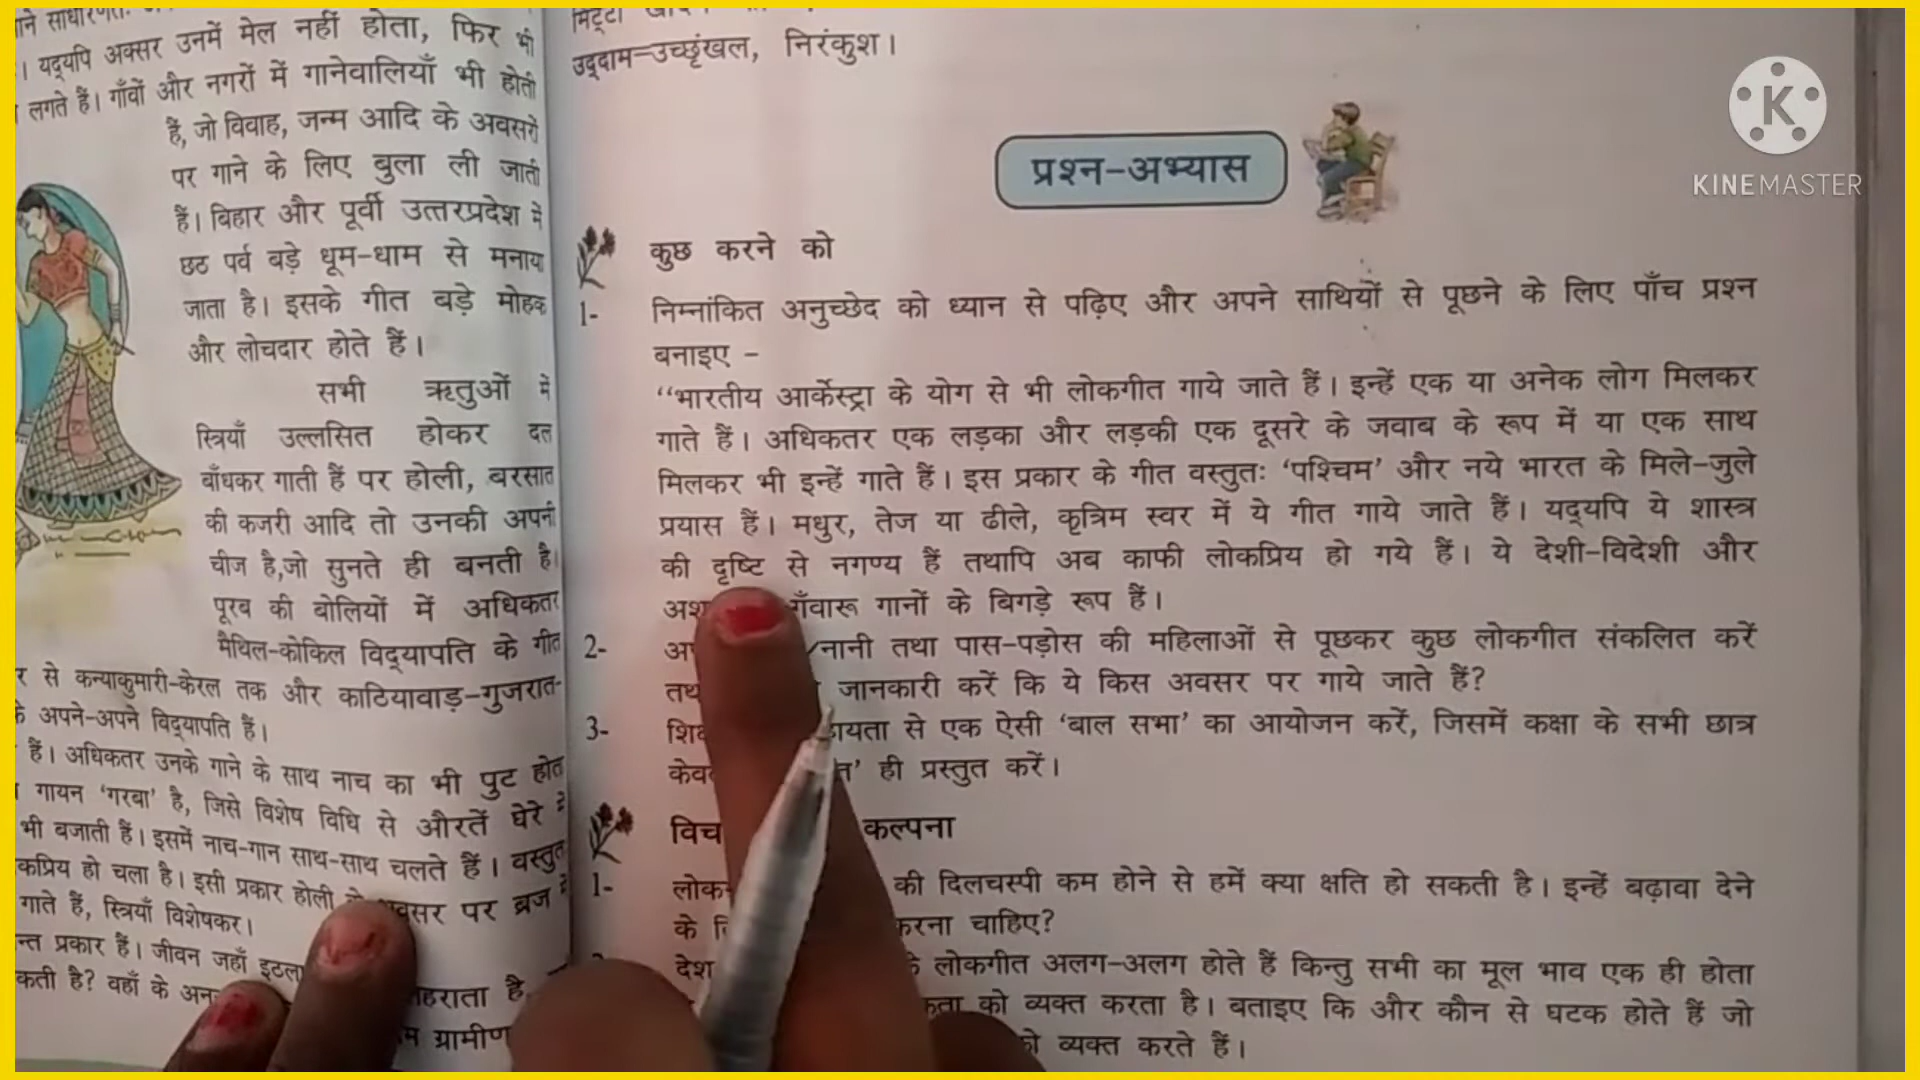 ाने साधारणतः
। यद्‌यपि अक्सर उनमें मेल नहीं होता, फिर भी
लगते हैं। गाँवों और नगरों में गानेवालियाँ भी होती
हैं, जो विवाह, जन्म आदि के अवसरों
पर गाने के लिए बुला ली जाती
हैं। बिहार और पूर्वी उत्तरप्रदेश में
छठ पर्व बड़े धूम-धाम से मनाया
जाता है। इसके गीत बड़े मोहक
और लोचदार होते हैं।
सभी ऋतुओं में
स्त्रियाँ उल्लसित होकर दल
बाँधकर गाती हैं पर होली, बरसात
की कजरी आदि तो उनकी अपनी
चीज है,जो सुनते ही बनती है।
पूरब की बोलियों में अधिकतर
मैथिल-कोकिल विद्‌यापति के गीत
र से कन्याकुमारी-केरल तक और काठियावाड़-गुजरात-
के अपने-अपने विद्‌यापति हैं।
हैं। अधिकतर उनके गाने के साथ नाच का भी पुट होता
गायन ‘गरबा’ है, जिसे विशेष विधि से औरतें घेरे में
भी बजाती हैं। इसमें नाच-गान साथ-साथ चलते हैं। वस्तुत
कप्रिय हो चला है। इसी प्रकार होली के अवसर पर ब्रज में
गाते हैं, स्त्रियाँ विशेषकर।
न्त प्रकार हैं। जीवन जहाँ इठला
कती है? वहाँ के अन हराता है
ग्रामीण
मिट्टी
उद्‌दाम–उच्छृंखल, निरंकुश।
KINEMASTER
प्रश्न-अभ्यास
कुछ करने को
1- निम्नांकित अनुच्छेद को ध्यान से पढ़िए और अपने साथियों से पूछने के लिए पाँच प्रश्न
बनाइए –
‘‘भारतीय आर्केस्ट्रा के योग से भी लोकगीत गाये जाते हैं। इन्हें एक या अनेक लोग मिलकर
गाते हैं। अधिकतर एक लड़का और लड़की एक दूसरे के जवाब के रूप में या एक साथ
मिलकर भी इन्हें गाते हैं। इस प्रकार के गीत वस्तुतः ‘पश्चिम’ और नये भारत के मिले-जुले
प्रयास हैं। मधुर, तेज या ढीले, कृत्रिम स्वर में ये गीत गाये जाते हैं। यद्‌यपि ये शास्त्र
की दृष्टि से नगण्य हैं तथापि अब काफी लोकप्रिय हो गये हैं। ये देशी-विदेशी और
गँवारू गानों के बिगड़े रूप हैं।
2- नानी तथा पास-पड़ोस की महिलाओं से पूछकर कुछ लोकगीत संकलित करें
जानकारी करें कि ये किस अवसर पर गाये जाते हैं?
3- से एक ऐसी ‘बाल सभा’ का आयोजन करें, जिसमें कक्षा के सभी छात्र
ही प्रस्तुत करें।
कल्पना
1- की दिलचस्पी कम होने से हमें क्या क्षति हो सकती है। इन्हें बढ़ावा देने
के करना चाहिए?
देश लोकगीत अलग-अलग होते हैं किन्तु सभी का मूल भाव एक ही होता
को व्यक्त करता है। बताइए कि और कौन से घटक होते हैं जो
को व्यक्त करते हैं।